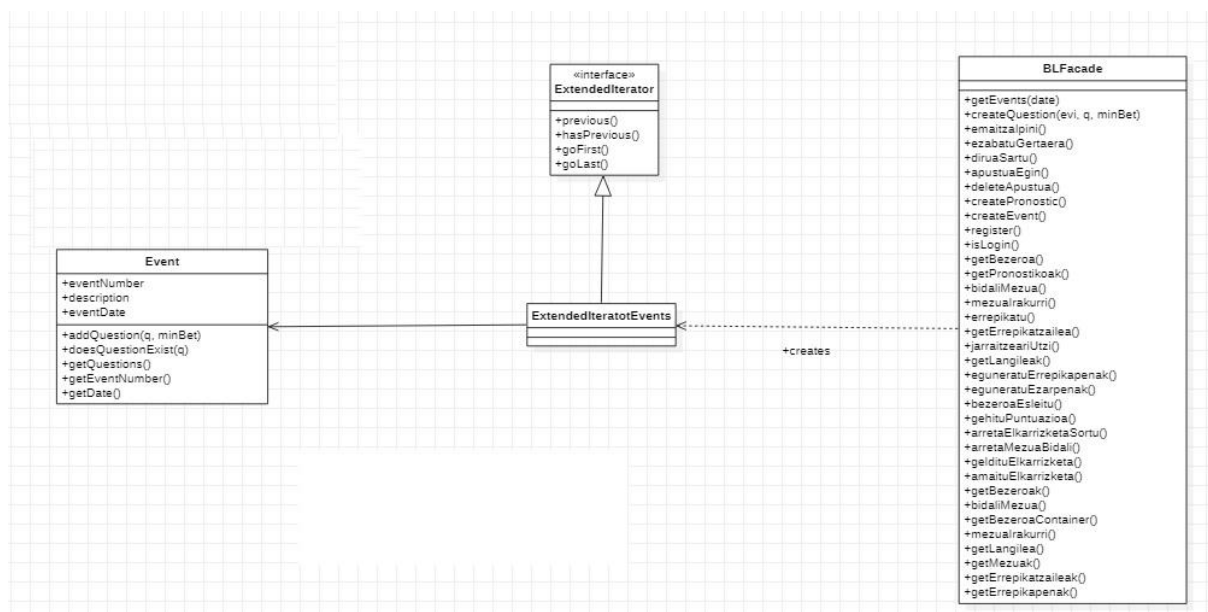 «interface»
ExtendedIterator
+previous()
+hasPrevious()
+goFirst()
+goLast()
Event
+eventNumber
+description
+eventDate
+addQuestion(q, minBet)
+doesQuestionExist(q)
+getQuestions()
+getEventNumber()
+getDate()
ExtendedIteratotEvents
+creates
BLFacade
+getEvents(date)
+createQuestion(evi, q, minBet)
+emaitzaIpini()
+ezabatuGertaera()
+diruaSartu()
+apustuaEgin()
+deleteApustua()
+createPronostic()
+createEvent()
+register()
+isLogin()
+getBezeroa()
+getPronostikoak()
+bidaliMezua()
+mezuaIrakurri()
+errepikatu()
+getErrepikatzailea()
+jarraitzeariUtzi()
+getLangileak()
+eguneratuErrepikapenak()
+eguneratuEzarpenak()
+bezeroaEsleitu()
+gehituPuntuazioa()
+arretaElkarrizketaSortu()
+arretaMezuaBidali()
+geldituElkarrizketa()
+amaituElkarrizketa()
+getBezeroak()
+bidaliMezua()
+getBezeroaContainer()
+mezuaIrakurri()
+getLangilea()
+getMezuak()
+getErrepikatzaileak()
+getErrepikapenak()